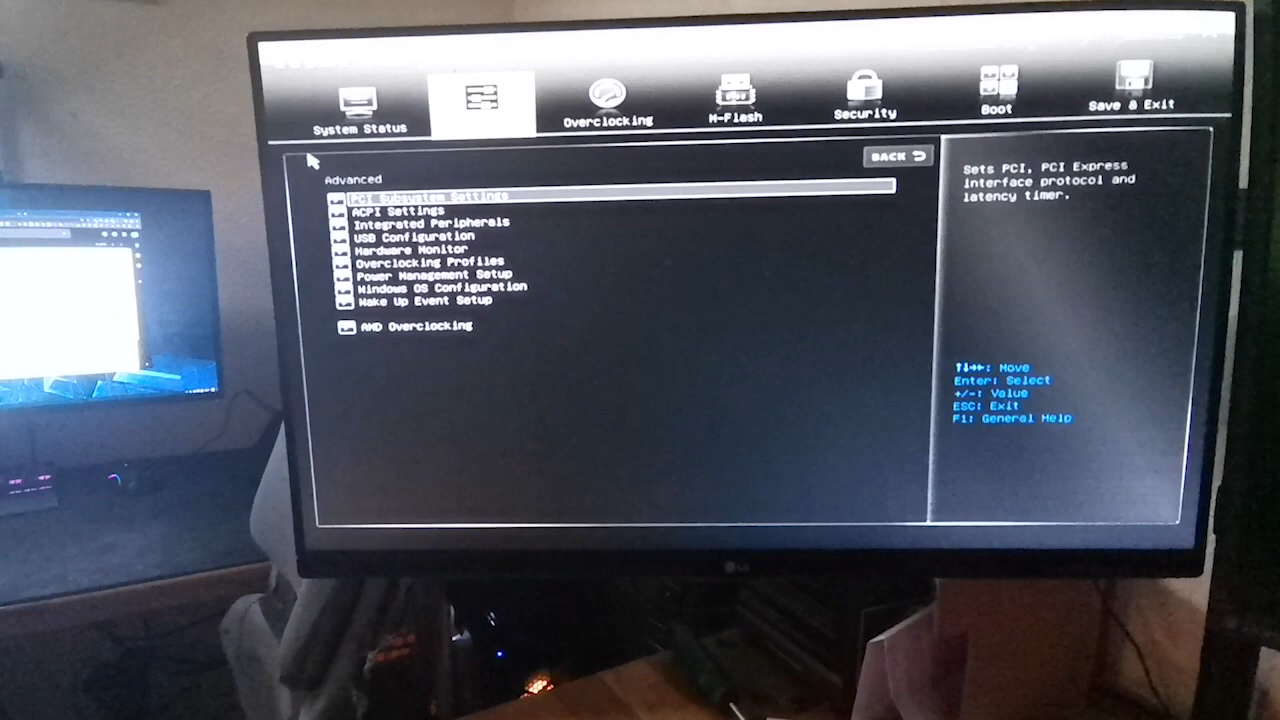 System Status
Overclocking
M-Flash
Security
Boot
Save & Exit
BACK
Advanced
PCI Subsystem Settings
ACPI Settings
Integrated Peripherals
USB Configuration
Hardware Monitor
Overclocking Profiles
Power Management Setup
Windows OS Configuration
Wake Up Event Setup
AMD Overclocking
Sets PCI, PCI Express
interface protocol and
latency timer.
↑↓→←: Move
Enter: Select
+/-: Value
ESC: Exit
F1: General Help
LG